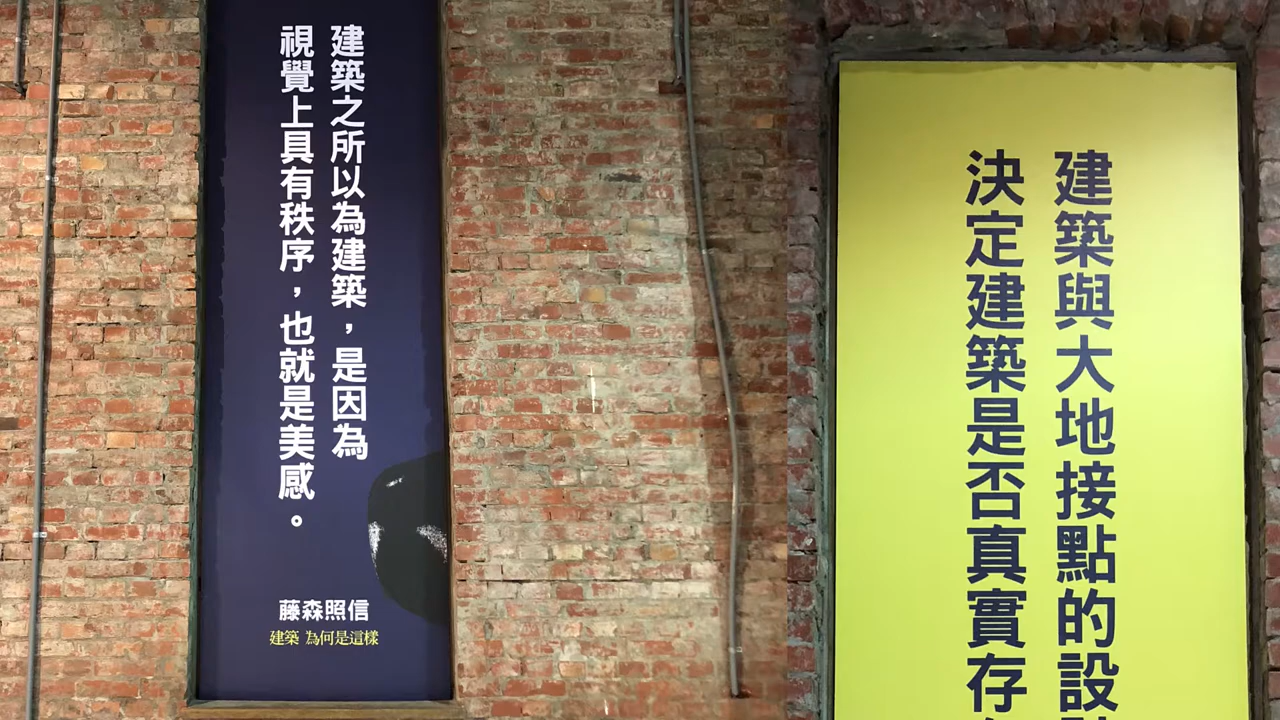 建築之所以為建築，是因為
視覺上具有秩序，也就是美感。
藤森照信
建築 為何是這樣
建築與大地接點的設
決定建築是否真實存